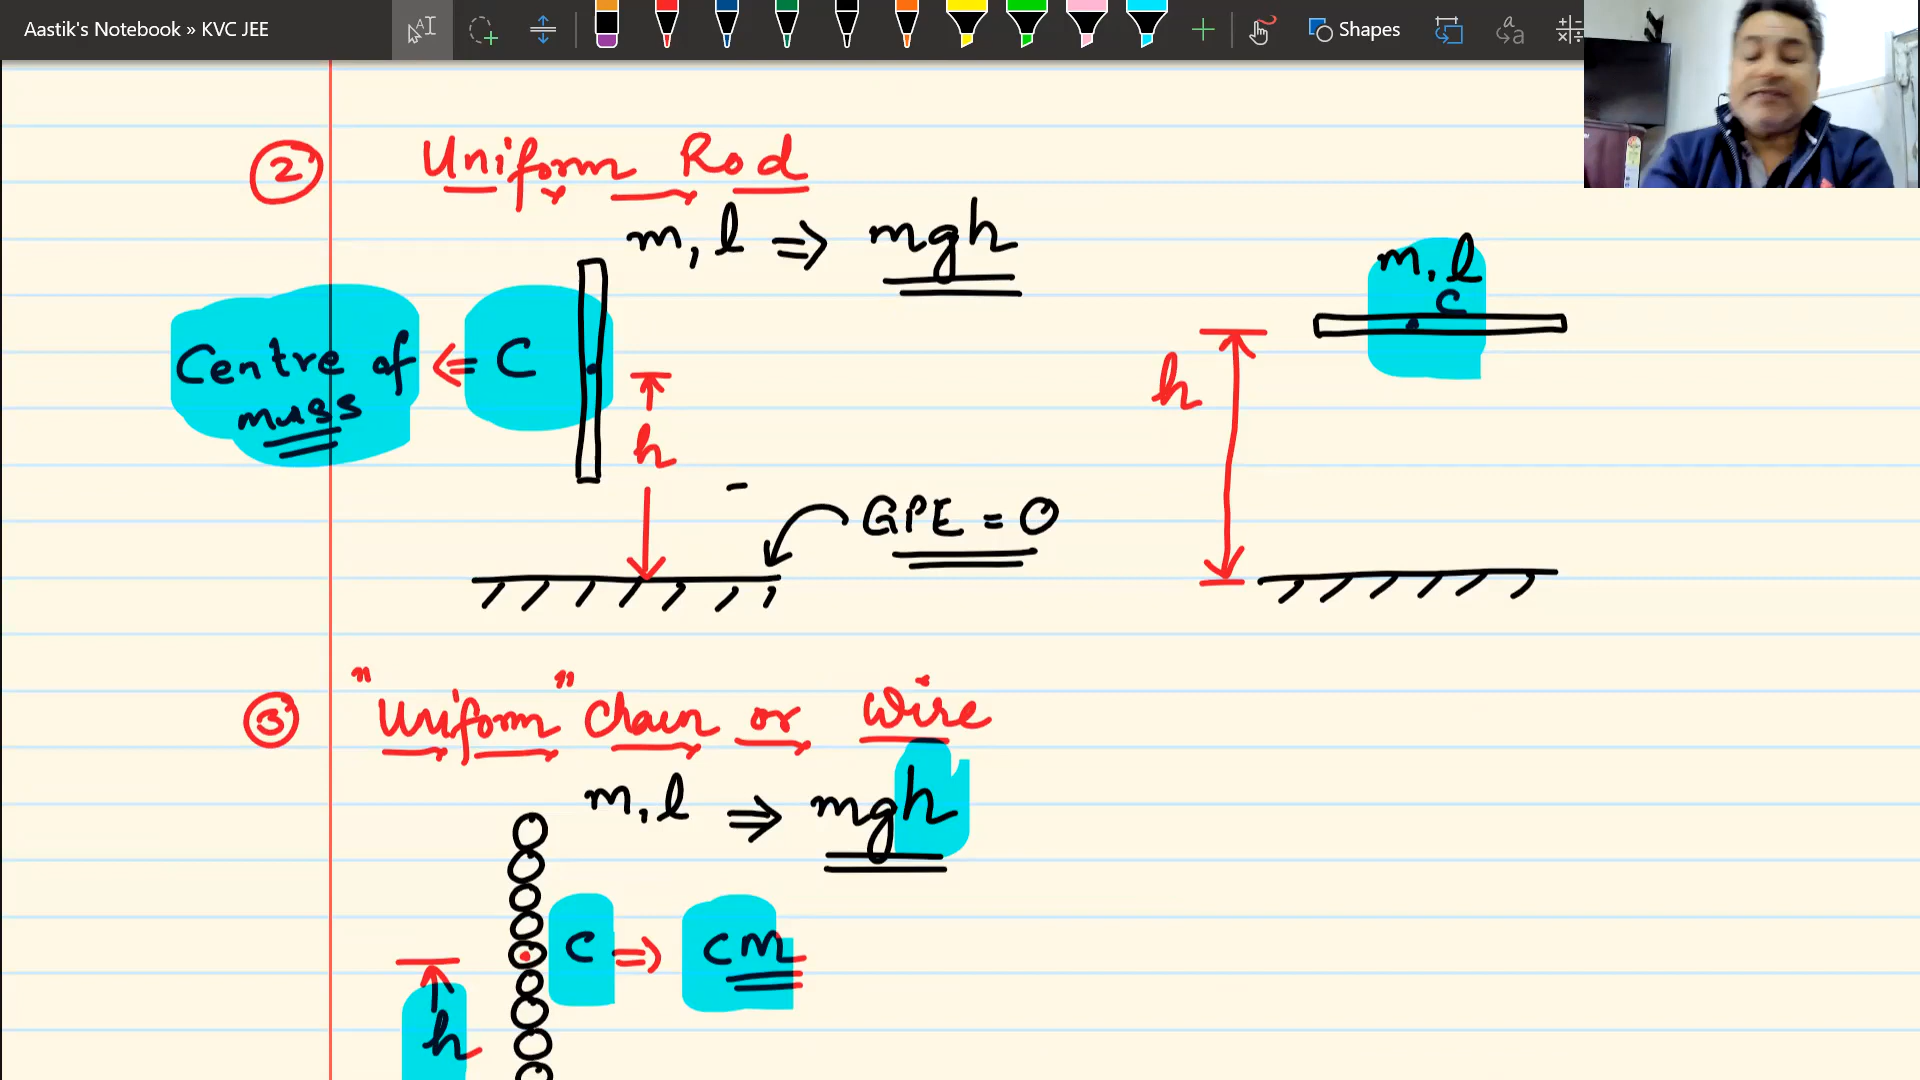 Aastik's Notebook » KVC JEE
Shapes
② Uniform Rod
m, l ⇒ mgh
m, l
C
Centre of mass ⇐ C
h
h
GPE = 0
③ "Uniform" Chain or Wire
m, l ⇒ mgh
C ⇒ CM
h